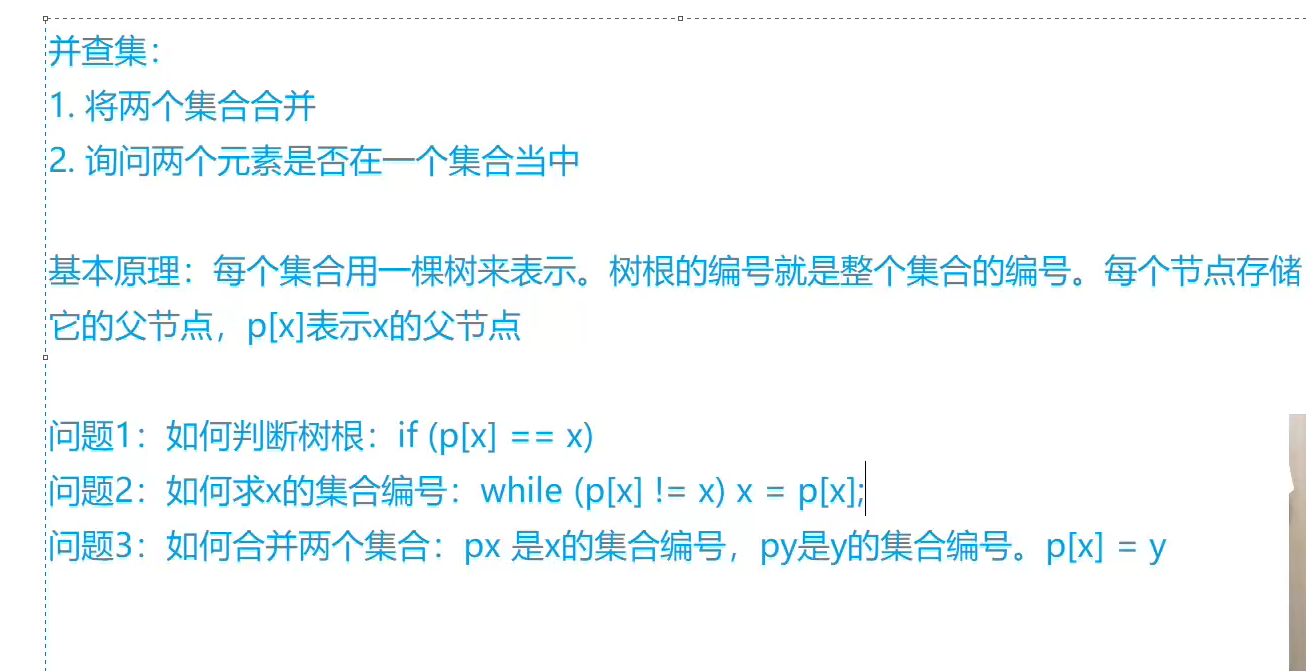 并查集：
1. 将两个集合合并
2. 询问两个元素是否在一个集合当中
基本原理：每个集合用一棵树来表示。树根的编号就是整个集合的编号。每个节点存储
它的父节点，p[x]表示x的父节点
问题1：如何判断树根：if (p[x] == x)
问题2：如何求x的集合编号：while (p[x] != x) x = p[x];
问题3：如何合并两个集合：px 是x的集合编号，py是y的集合编号。p[x] = y